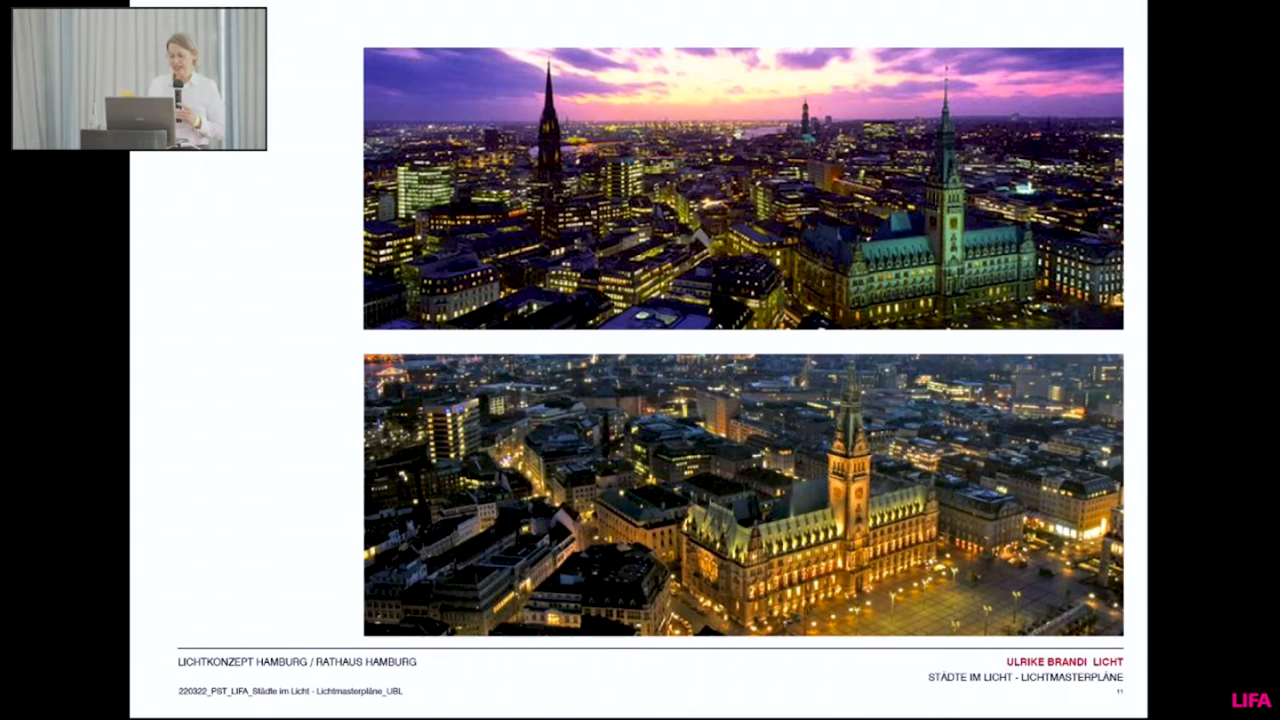 LICHTKONZEPT HAMBURG / RATHAUS HAMBURG
ULRIKE BRANDI LICHT
STÄDTE IM LICHT - LICHTMASTERPLÄNE
220322_PST_LIFA_Städte im Licht - Lichtmasterpläne_UBL
11
LIFA